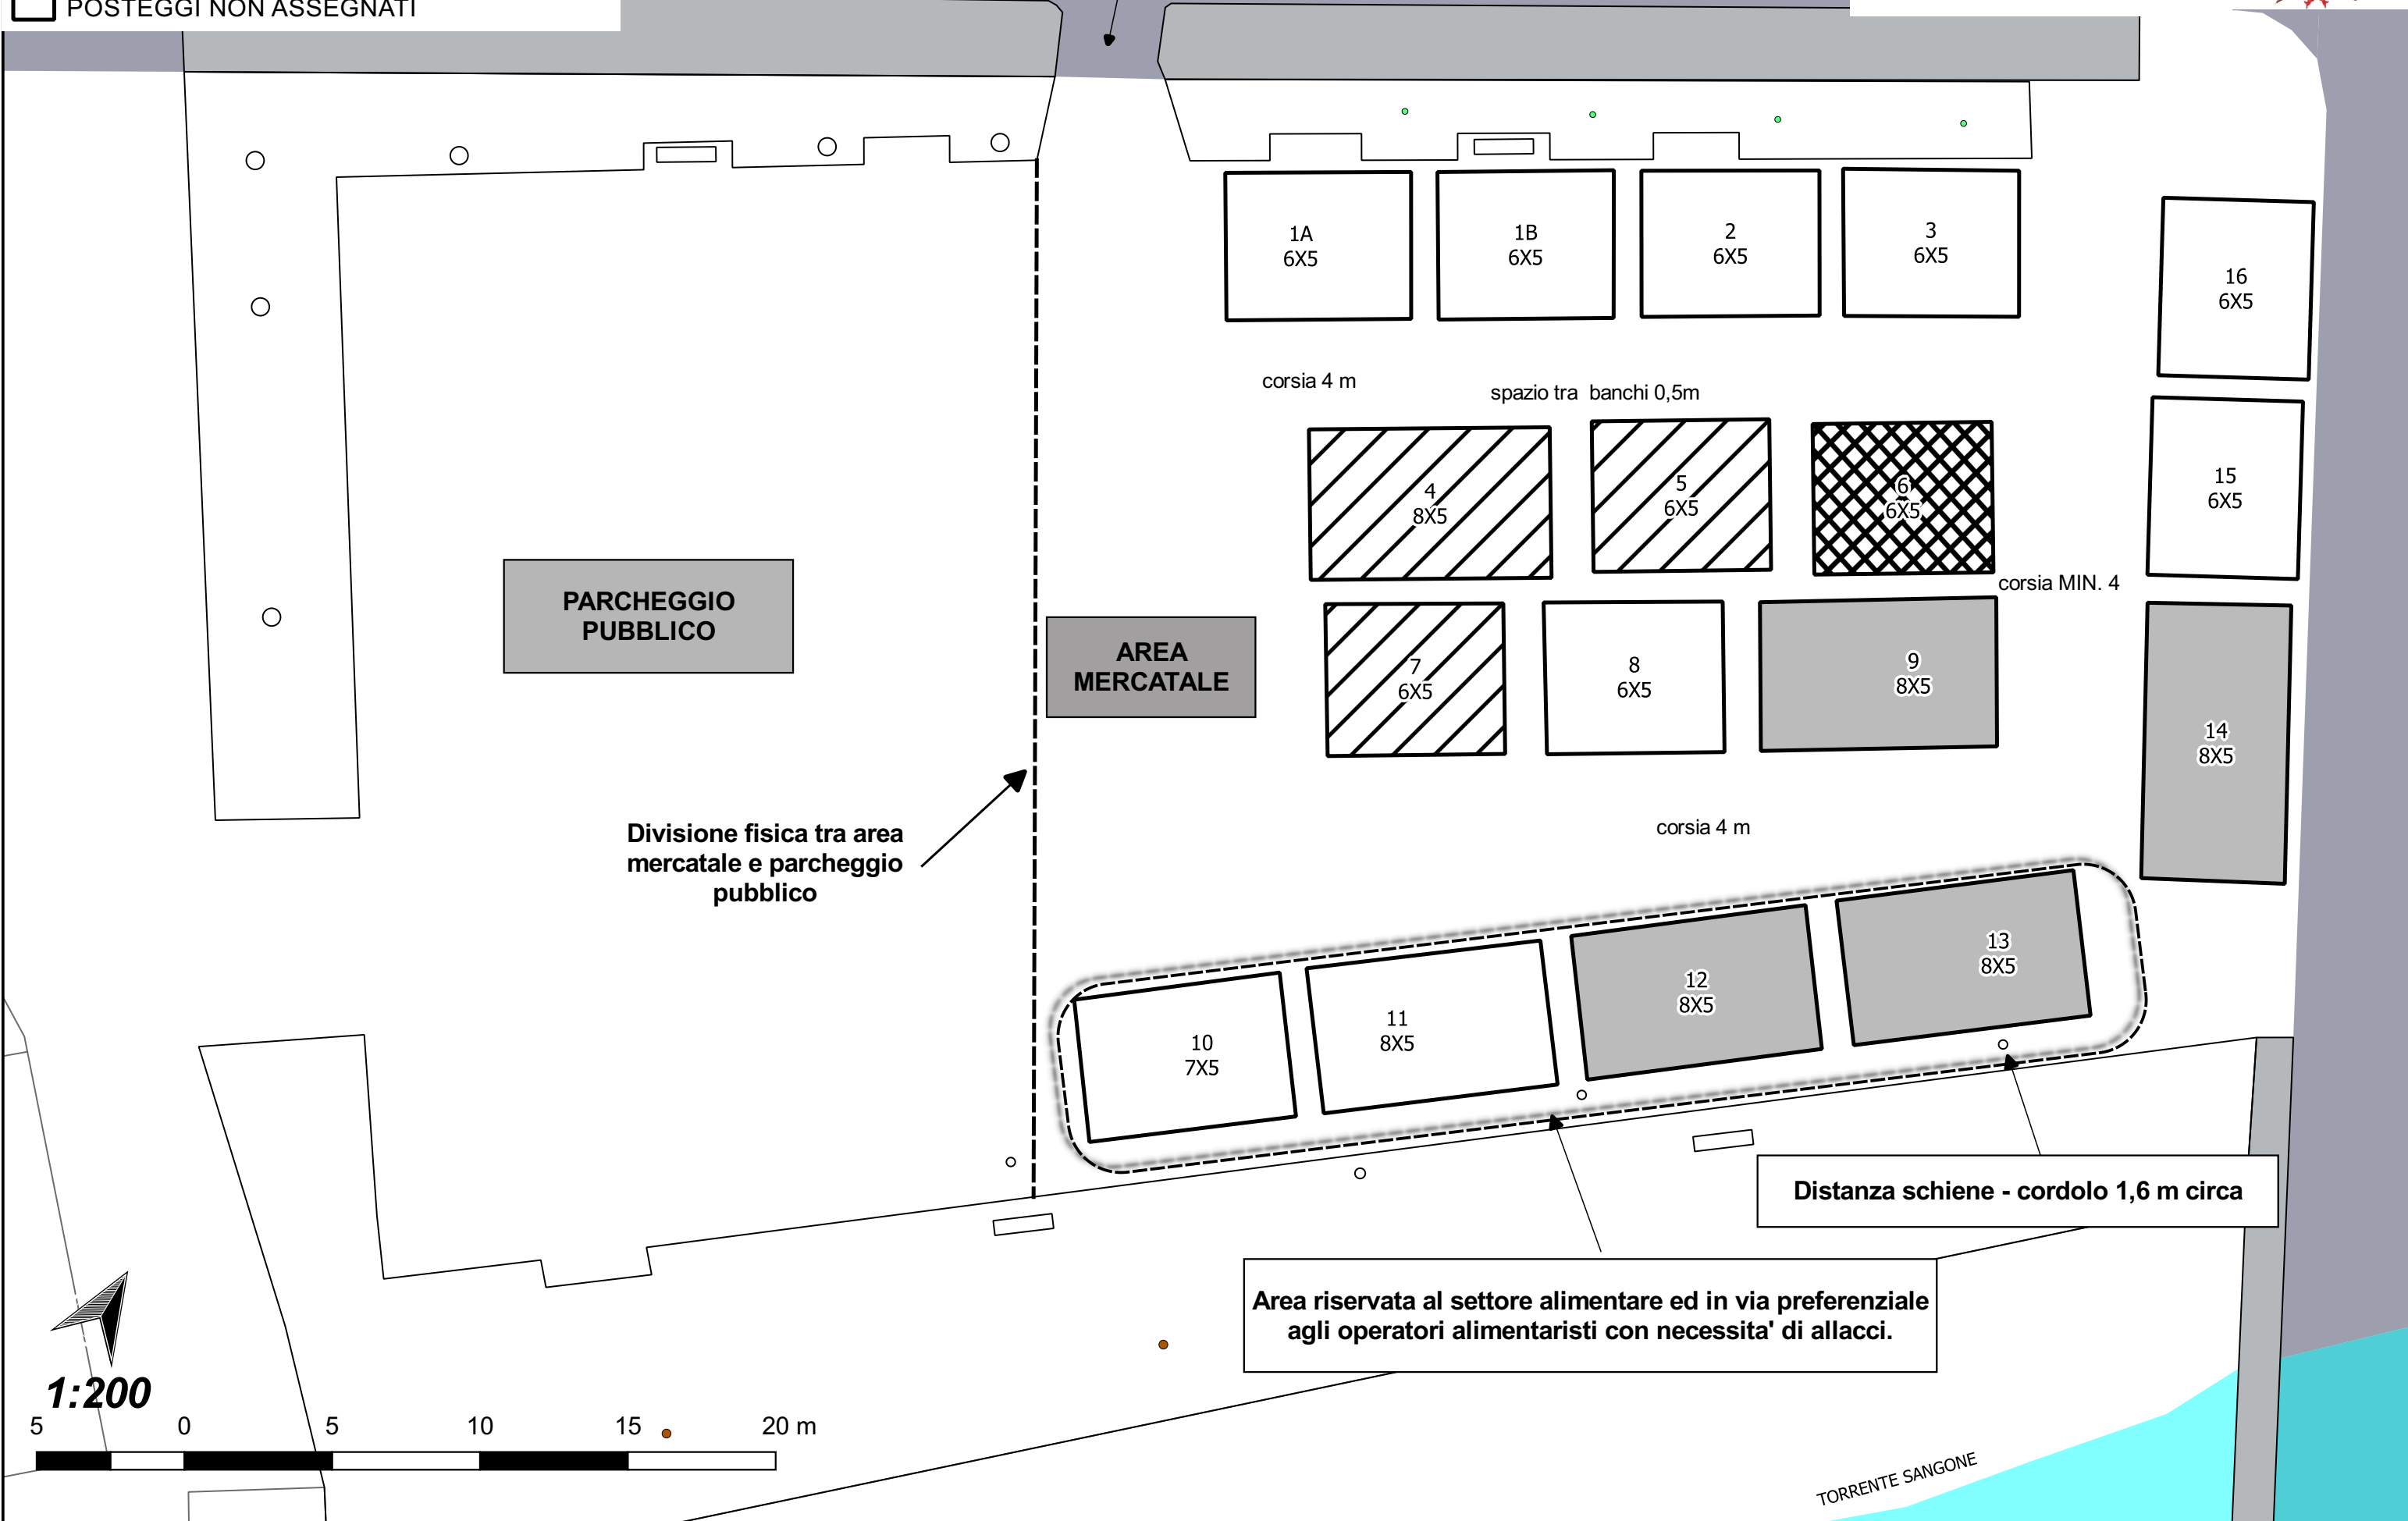 POSTEGGI NON ASSEGNATI
1A
6X5
1B
6X5
2
6X5
3
6X5
16
6X5
corsia 4 m
spazio tra banchi 0,5m
4
8X5
5
6X5
6
6X5
15
6X5
corsia MIN. 4
PARCHEGGIO
PUBBLICO
AREA
MERCATALE
7
6X5
8
6X5
9
8X5
14
8X5
Divisione fisica tra area
mercatale e parcheggio
pubblico
corsia 4 m
10
7X5
11
8X5
12
8X5
13
8X5
Distanza schiene - cordolo 1,6 m circa
Area riservata al settore alimentare ed in via preferenziale
agli operatori alimentaristi con necessita' di allacci.
1:200
5 0 5 10 15 20 m
TORRENTE SANGONE